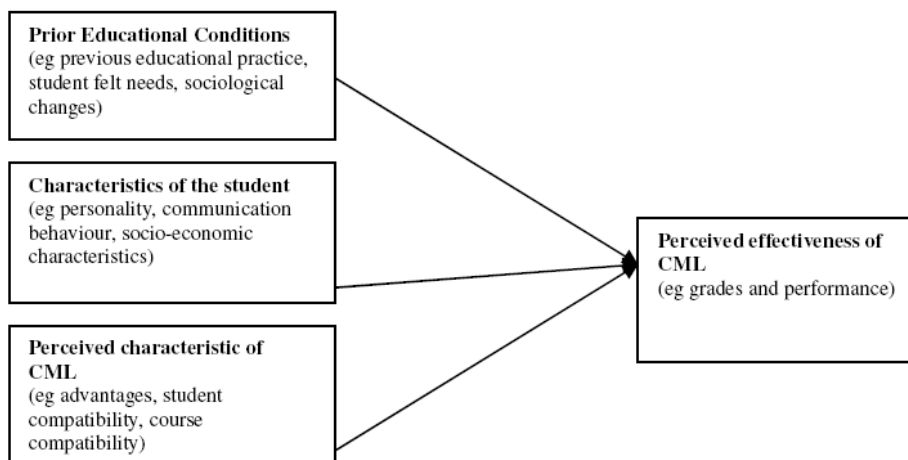 Prior Educational Conditions
(eg previous educational practice,
student felt needs, sociological
changes)
Characteristics of the student
(eg personality, communication
behaviour, socio-economic
characteristics)
Perceived characteristic of
CML
(eg advantages, student
compatibility, course
compatibility)
Perceived effectiveness of
CML
(eg grades and performance)